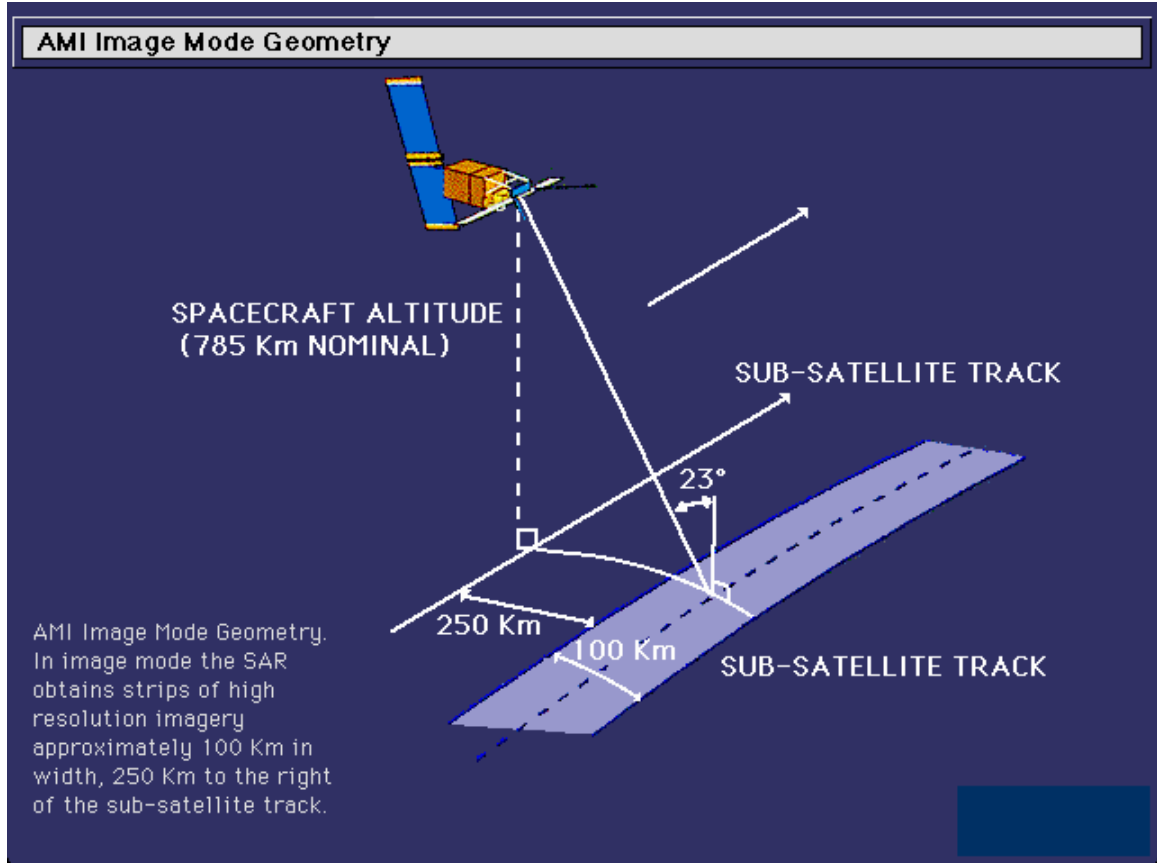 AMI Image Mode Geometry
SPACECRAFT ALTITUDE
(785 Km NOMINAL)
SUB-SATELLITE TRACK
23°
250 Km
100 Km
SUB-SATELLITE TRACK
AMI Image Mode Geometry.
In image mode the SAR
obtains strips of high
resolution imagery
approximately 100 Km in
width, 250 Km to the right
of the sub-satellite track.